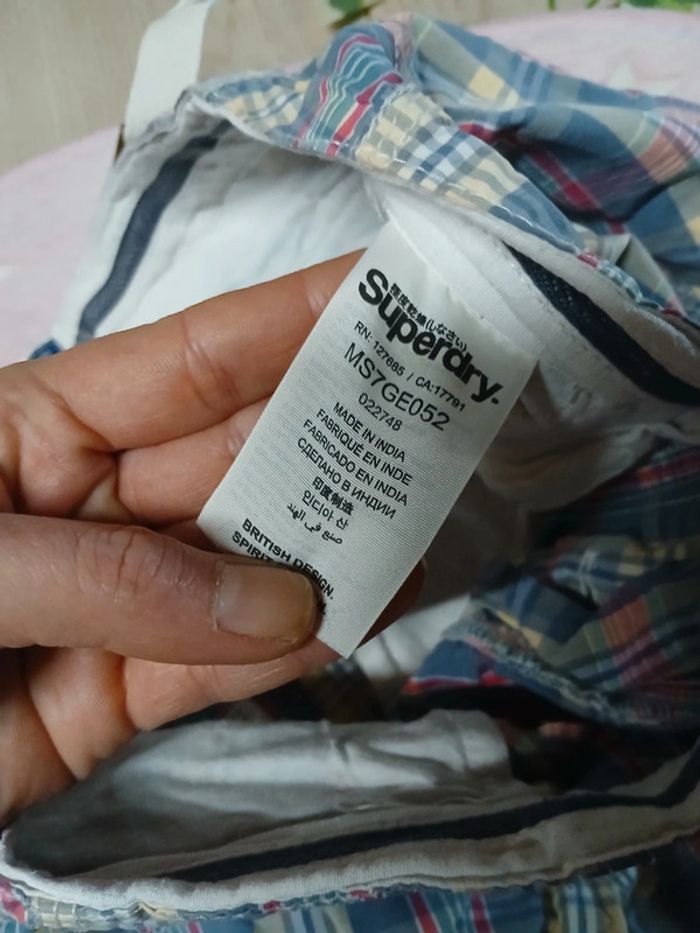 極度乾燥(しなさい)
Superdry.
RN: 127685 / CA:17791
MS7GE052
022748
MADE IN INDIA
FABRIQUÉ EN INDE
FABRICADO EN INDIA
СДЕЛАНО В ИНДИИ
印度制造
인디아 산
صنع في الهند
BRITISH DESIGN.
SPIRIT